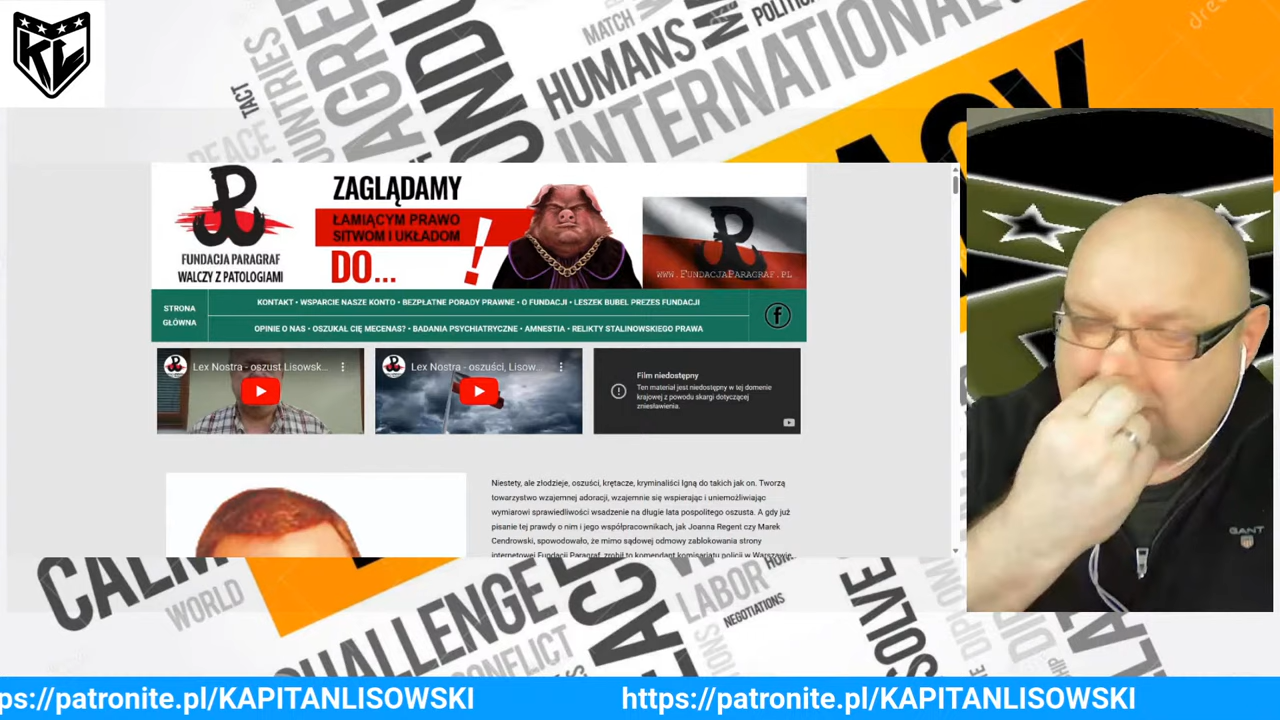 KL
MATCH
POLITIC
HUMANS
INTERNATIONAL
TACT
PEACE
AGREE
ZAGLĄDAMY
ŁAMIĄCYM PRAWO
SITWOM I UKŁADOM
DO... !
FUNDACJA PARAGRAF
WALCZY Z PATOLOGIAMI
WWW.FUNDACJAPARAGRAF.PL
STRONA
GŁÓWNA
KONTAKT • WSPARCIE NASZE KONTO • BEZPŁATNE PORADY PRAWNE • O FUNDACJI • LESZEK BUBEL PREZES FUNDACJI
OPINIE O NAS • OSZUKAŁ CIĘ MECENAS? • BADANIA PSYCHIATRYCZNE • AMNESTIA • RELIKTY STALINOWSKIEGO PRAWA
Lex Nostra - oszust Lisowsk...
Lex Nostra - oszuści, Lisow...
Film niedostępny
Ten materiał jest niedostępny w tej domenie
krajowej z powodu skargi dotyczącej
zniesławienia.
Niestety, ale złodzieje, oszuści, krętacze, kryminaliści lgną do takich jak on. Tworzą
towarzystwo wzajemnej adoracji, wzajemnie się wspierając i uniemożliwiając
wymiarowi sprawiedliwości wsadzenie na długie lata pospolitego oszusta. A gdy już
pisanie tej prawdy o nim i jego współpracownikach, jak Joanna Regent czy Marek
Cendrowski, spowodowało, że mimo sądowej odmowy zablokowania strony
internetowej Fundacji Paragraf, zrobił to komendant komisariatu policji w Warszawie
GANT
CALM
WORLD
CHALLENGE
CONFLICT
LABOR
NEGOTIATIONS
SOLVE
ps://patronite.pl/KAPITANLISOWSKI
https://patronite.pl/KAPITANLISOWSKI